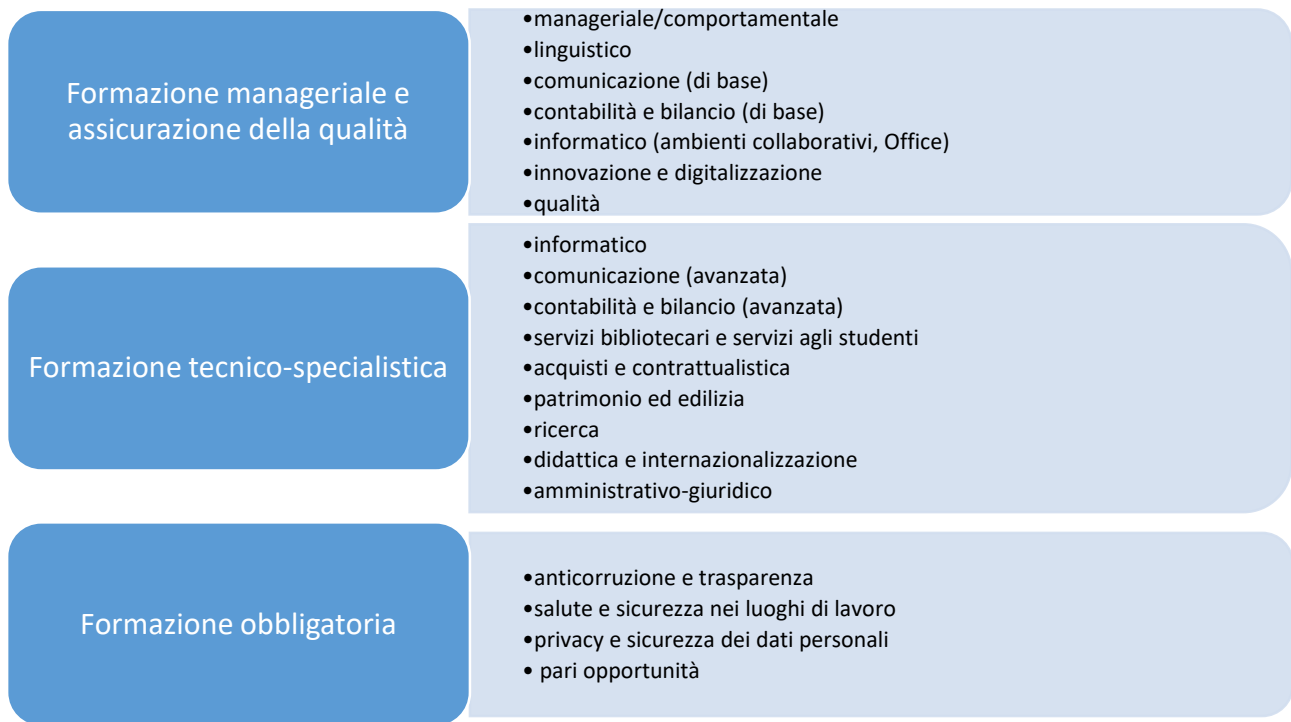 Formazione manageriale e
assicurazione della qualità
•manageriale/comportamentale
•linguistico
•comunicazione (di base)
•contabilità e bilancio (di base)
•informatico (ambienti collaborativi, Office)
•innovazione e digitalizzazione
•qualità
Formazione tecnico-specialistica
•informatico
•comunicazione (avanzata)
•contabilità e bilancio (avanzata)
•servizi bibliotecari e servizi agli studenti
•acquisti e contrattualistica
•patrimonio ed edilizia
•ricerca
•didattica e internazionalizzazione
•amministrativo-giuridico
Formazione obbligatoria
•anticorruzione e trasparenza
•salute e sicurezza nei luoghi di lavoro
•privacy e sicurezza dei dati personali
• pari opportunità